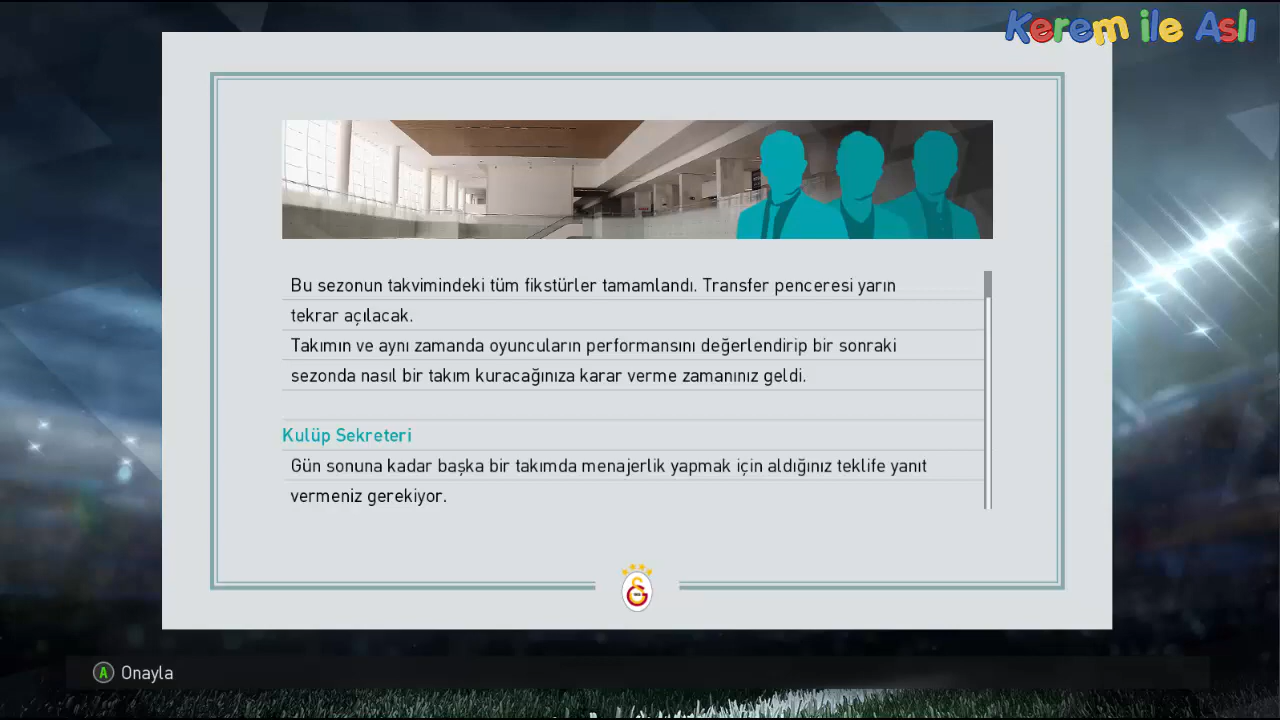 Kerem ile Aslı
Bu sezonun takvimindeki tüm fikstürler tamamlandı. Transfer penceresi yarın
tekrar açılacak.
Takımın ve aynı zamanda oyuncuların performansını değerlendirip bir sonraki
sezonda nasıl bir takım kuracağınıza karar verme zamanınız geldi.
Kulüp Sekreteri
Gün sonuna kadar başka bir takımda menajerlik yapmak için aldığınız teklife yanıt
vermeniz gerekiyor.
A Onayla